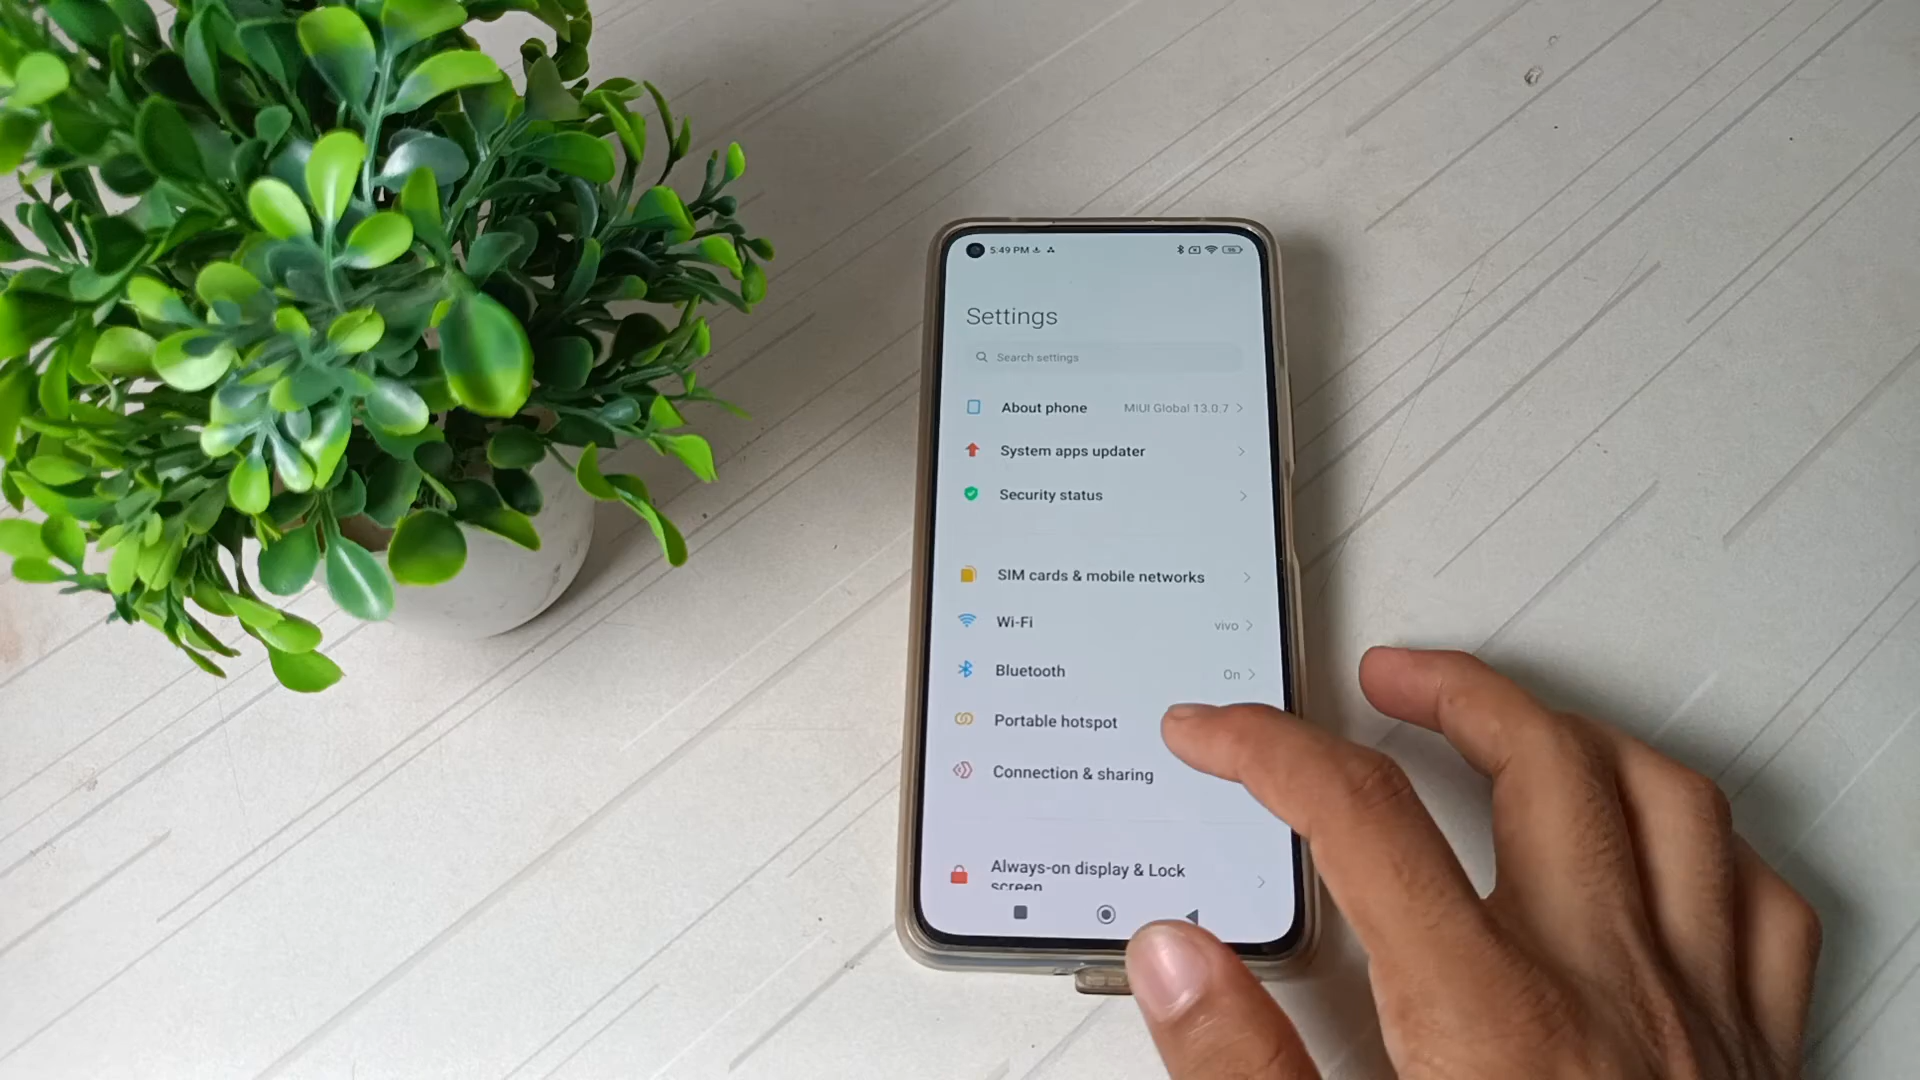 5:49 PM
Settings
Search settings
About phone MIUI Global 13.0.7
System apps updater
Security status
SIM cards & mobile networks
Wi-Fi vivo
Bluetooth On
Portable hotspot
Connection & sharing
Always-on display & Lock
screen